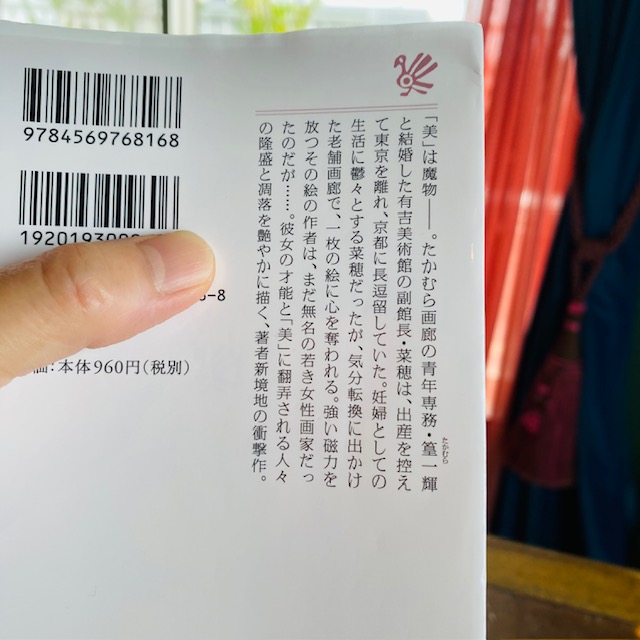 9784569768168
「美」は魔物――。たかむら画廊の青年専務・篁一輝
たかむら
と結婚した有吉美術館の副館長・菜穂は、出産を控え
て東京を離れ、京都に長逗留していた。妊婦としての
生活に鬱々とする菜穂だったが、気分転換に出かけ
た老舗画廊で、一枚の絵に心を奪われる。強い磁力を
放つその絵の作者は、まだ無名の若き女性画家だっ
たのだが……。彼女の才能と「美」に翻弄される人々
の隆盛と凋落を艶やかに描く、著者新境地の衝撃作。
-8
:本体960円(税別)